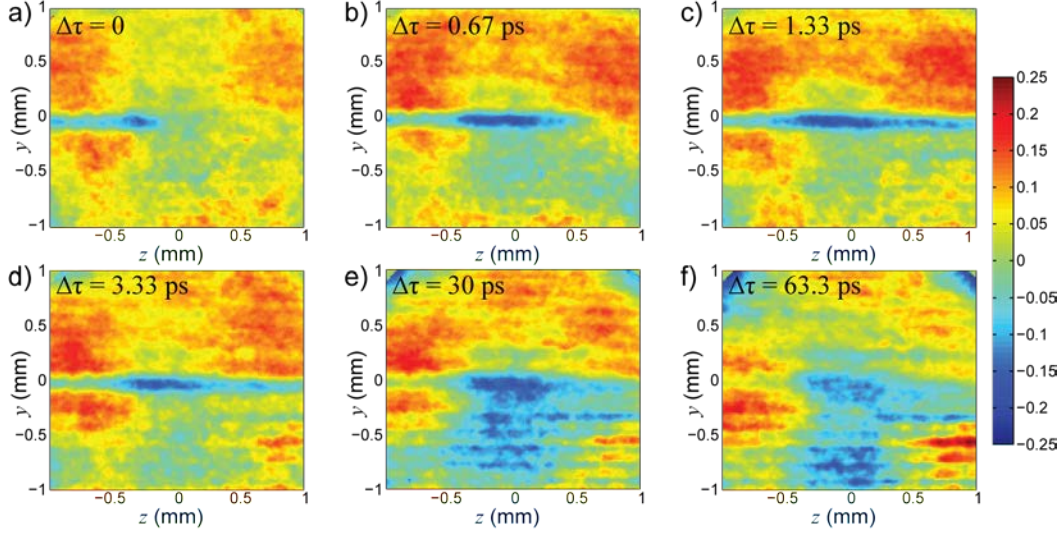 a) Δτ = 0
b) Δτ = 0.67 ps
c) Δτ = 1.33 ps
1
0.5
0
−0.5
−1
y (mm)
−0.5 0 0.5 1
z (mm)
1
0.5
0
−0.5
−1
y (mm)
−0.5 0 0.5 1
z (mm)
1
0.5
0
−0.5
−1
y (mm)
−0.5 0 0.5 1
z (mm)
d) Δτ = 3.33 ps
e) Δτ = 30 ps
f) Δτ = 63.3 ps
1
0.5
0
−0.5
−1
y (mm)
−0.5 0 0.5 1
z (mm)
1
0.5
0
−0.5
−1
y (mm)
−0.5 0 0.5 1
z (mm)
1
0.5
0
−0.5
−1
y (mm)
−0.5 0 0.5 1
z (mm)
0.25
0.2
0.15
0.1
0.05
0
−0.05
−0.1
−0.15
−0.2
−0.25